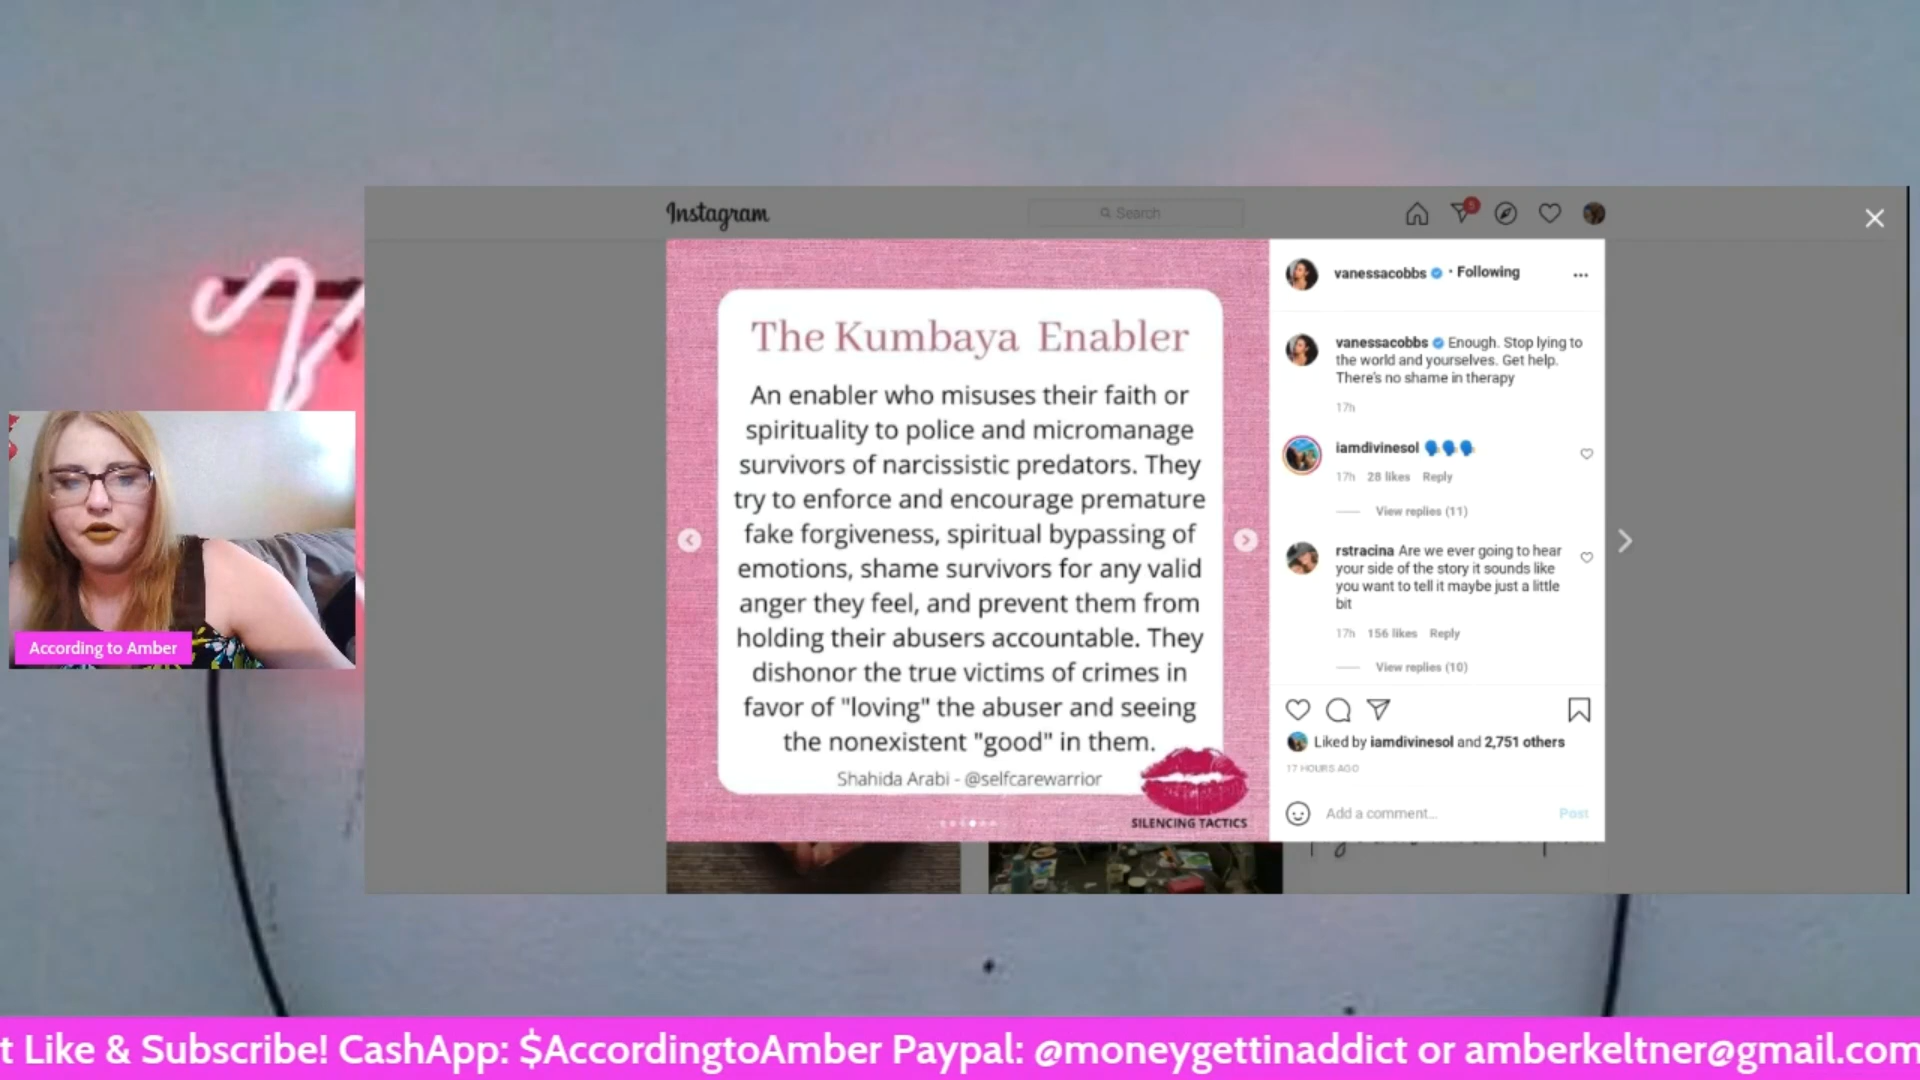 Instagram
Search
5
The Kumbaya Enabler
An enabler who misuses their faith or
spirituality to police and micromanage
survivors of narcissistic predators. They
try to enforce and encourage premature
fake forgiveness, spiritual bypassing of
emotions, shame survivors for any valid
anger they feel, and prevent them from
holding their abusers accountable. They
dishonor the true victims of crimes in
favor of "loving" the abuser and seeing
the nonexistent "good" in them.
Shahida Arabi - @selfcarewarrior
SILENCING TACTICS
vanessacobbs • Following
vanessacobbs Enough. Stop lying to
the world and yourselves. Get help.
There's no shame in therapy
17h
iamdivinesol
17h 28 likes Reply
View replies (11)
rstracina Are we ever going to hear
your side of the story it sounds like
you want to tell it maybe just a little
bit
17h 156 likes Reply
View replies (10)
Liked by iamdivinesol and 2,751 others
17 HOURS AGO
Add a comment... Post
According to Amber
t Like & Subscribe! CashApp: $AccordingtoAmber Paypal: @moneygettinaddict or amberkeltner@gmail.com